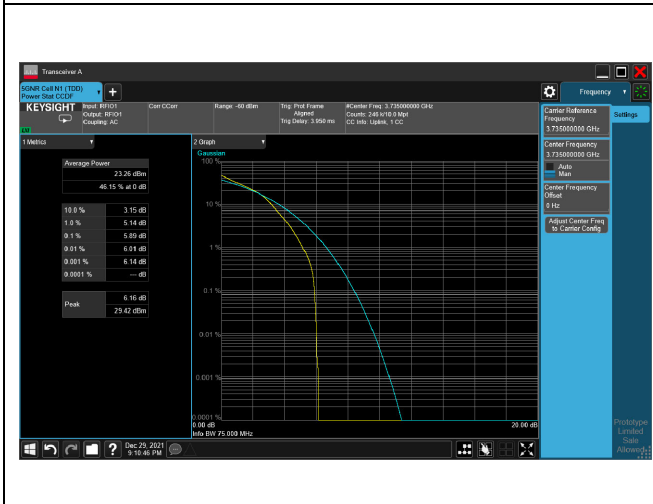 Transceiver A
5GNR Cell N1 (TDD)
Power Stat CCDF
Frequency
KEYSIGHT
Input: RFIO1
Output: RFIO1
Coupling: AC
Corr CCorr
Range: -60 dBm
Trig: Prot Frame
Aligned
Trig Delay: 3.950 ms
#Center Freq: 3.735000000 GHz
Counts: 246 k/10.0 Mpt
CC Info: Uplink, 1 CC
EXT
Carrier Reference
Frequency
3.735000000 GHz
Settings
Center Frequency
3.735000000 GHz
Auto
Man
Center Frequency
Offset
0 Hz
Adjust Center Freq
to Carrier Config
1 Metrics
Average Power
23.26 dBm
46.15 % at 0 dB
10.0 % 3.15 dB
1.0 % 5.14 dB
0.1 % 5.89 dB
0.01 % 6.01 dB
0.001 % 6.14 dB
0.0001 % --- dB
Peak
6.16 dB
29.42 dBm
2 Graph
Gaussian
100 %
10 %
1 %
0.1 %
0.01 %
0.001 %
0.0001 %
0.00 dB
20.00 dB
Info BW 75.000 MHz
Dec 29, 2021
9:10:46 PM
Prototype
Limited
Sale
Allowed